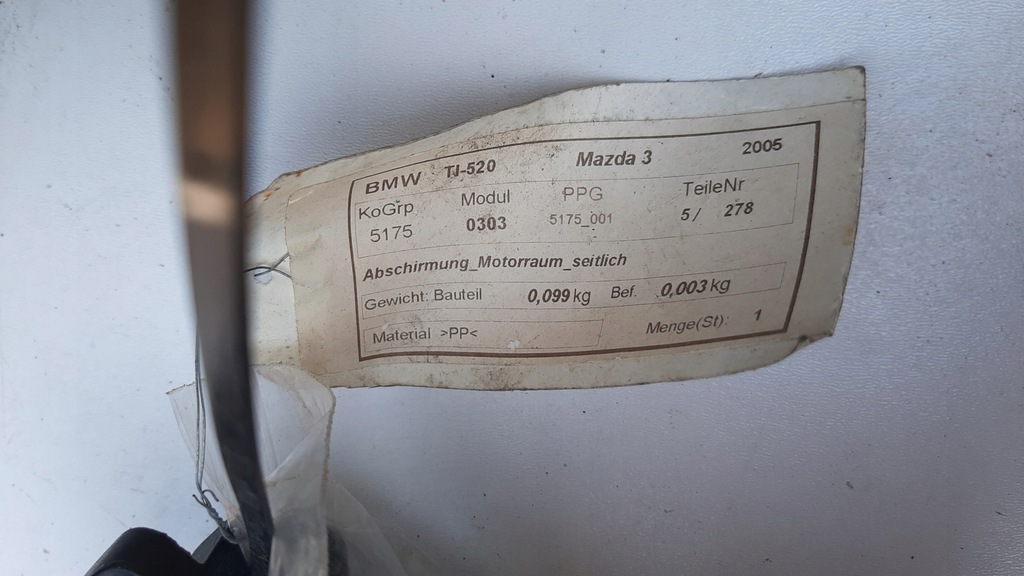 BMW TJ-520 Mazda 3 2005
KoGrp Modul PPG TeileNr
5175 0303 5175_001 5/ 278
Abschirmung_Motorraum_seitlich
Gewicht: Bauteil 0,099 kg Bef. 0,003 kg
Material >PP< Menge(St): 1